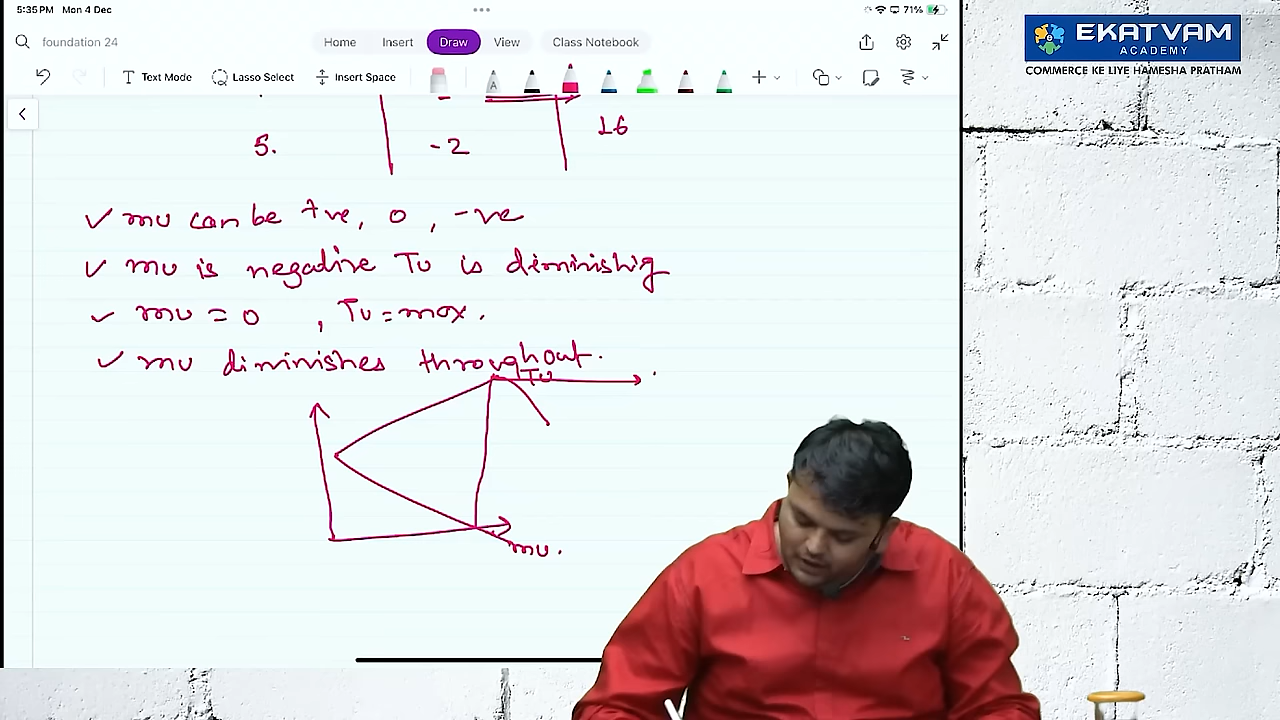 5:35 PM Mon 4 Dec
71%
foundation 24
Home Insert Draw View Class Notebook
Text Mode Lasso Select Insert Space
EKATVAM
ACADEMY
COMMERCE KE LIYE HAMESHA PRATHAM
16
5. -2
✓ mu can be +ve, 0, -ve
✓ mu is negative Tu is diminishig
✓ mu = 0 , Tu = max.
✓ mu diminishes throughout.
Tu
mu.